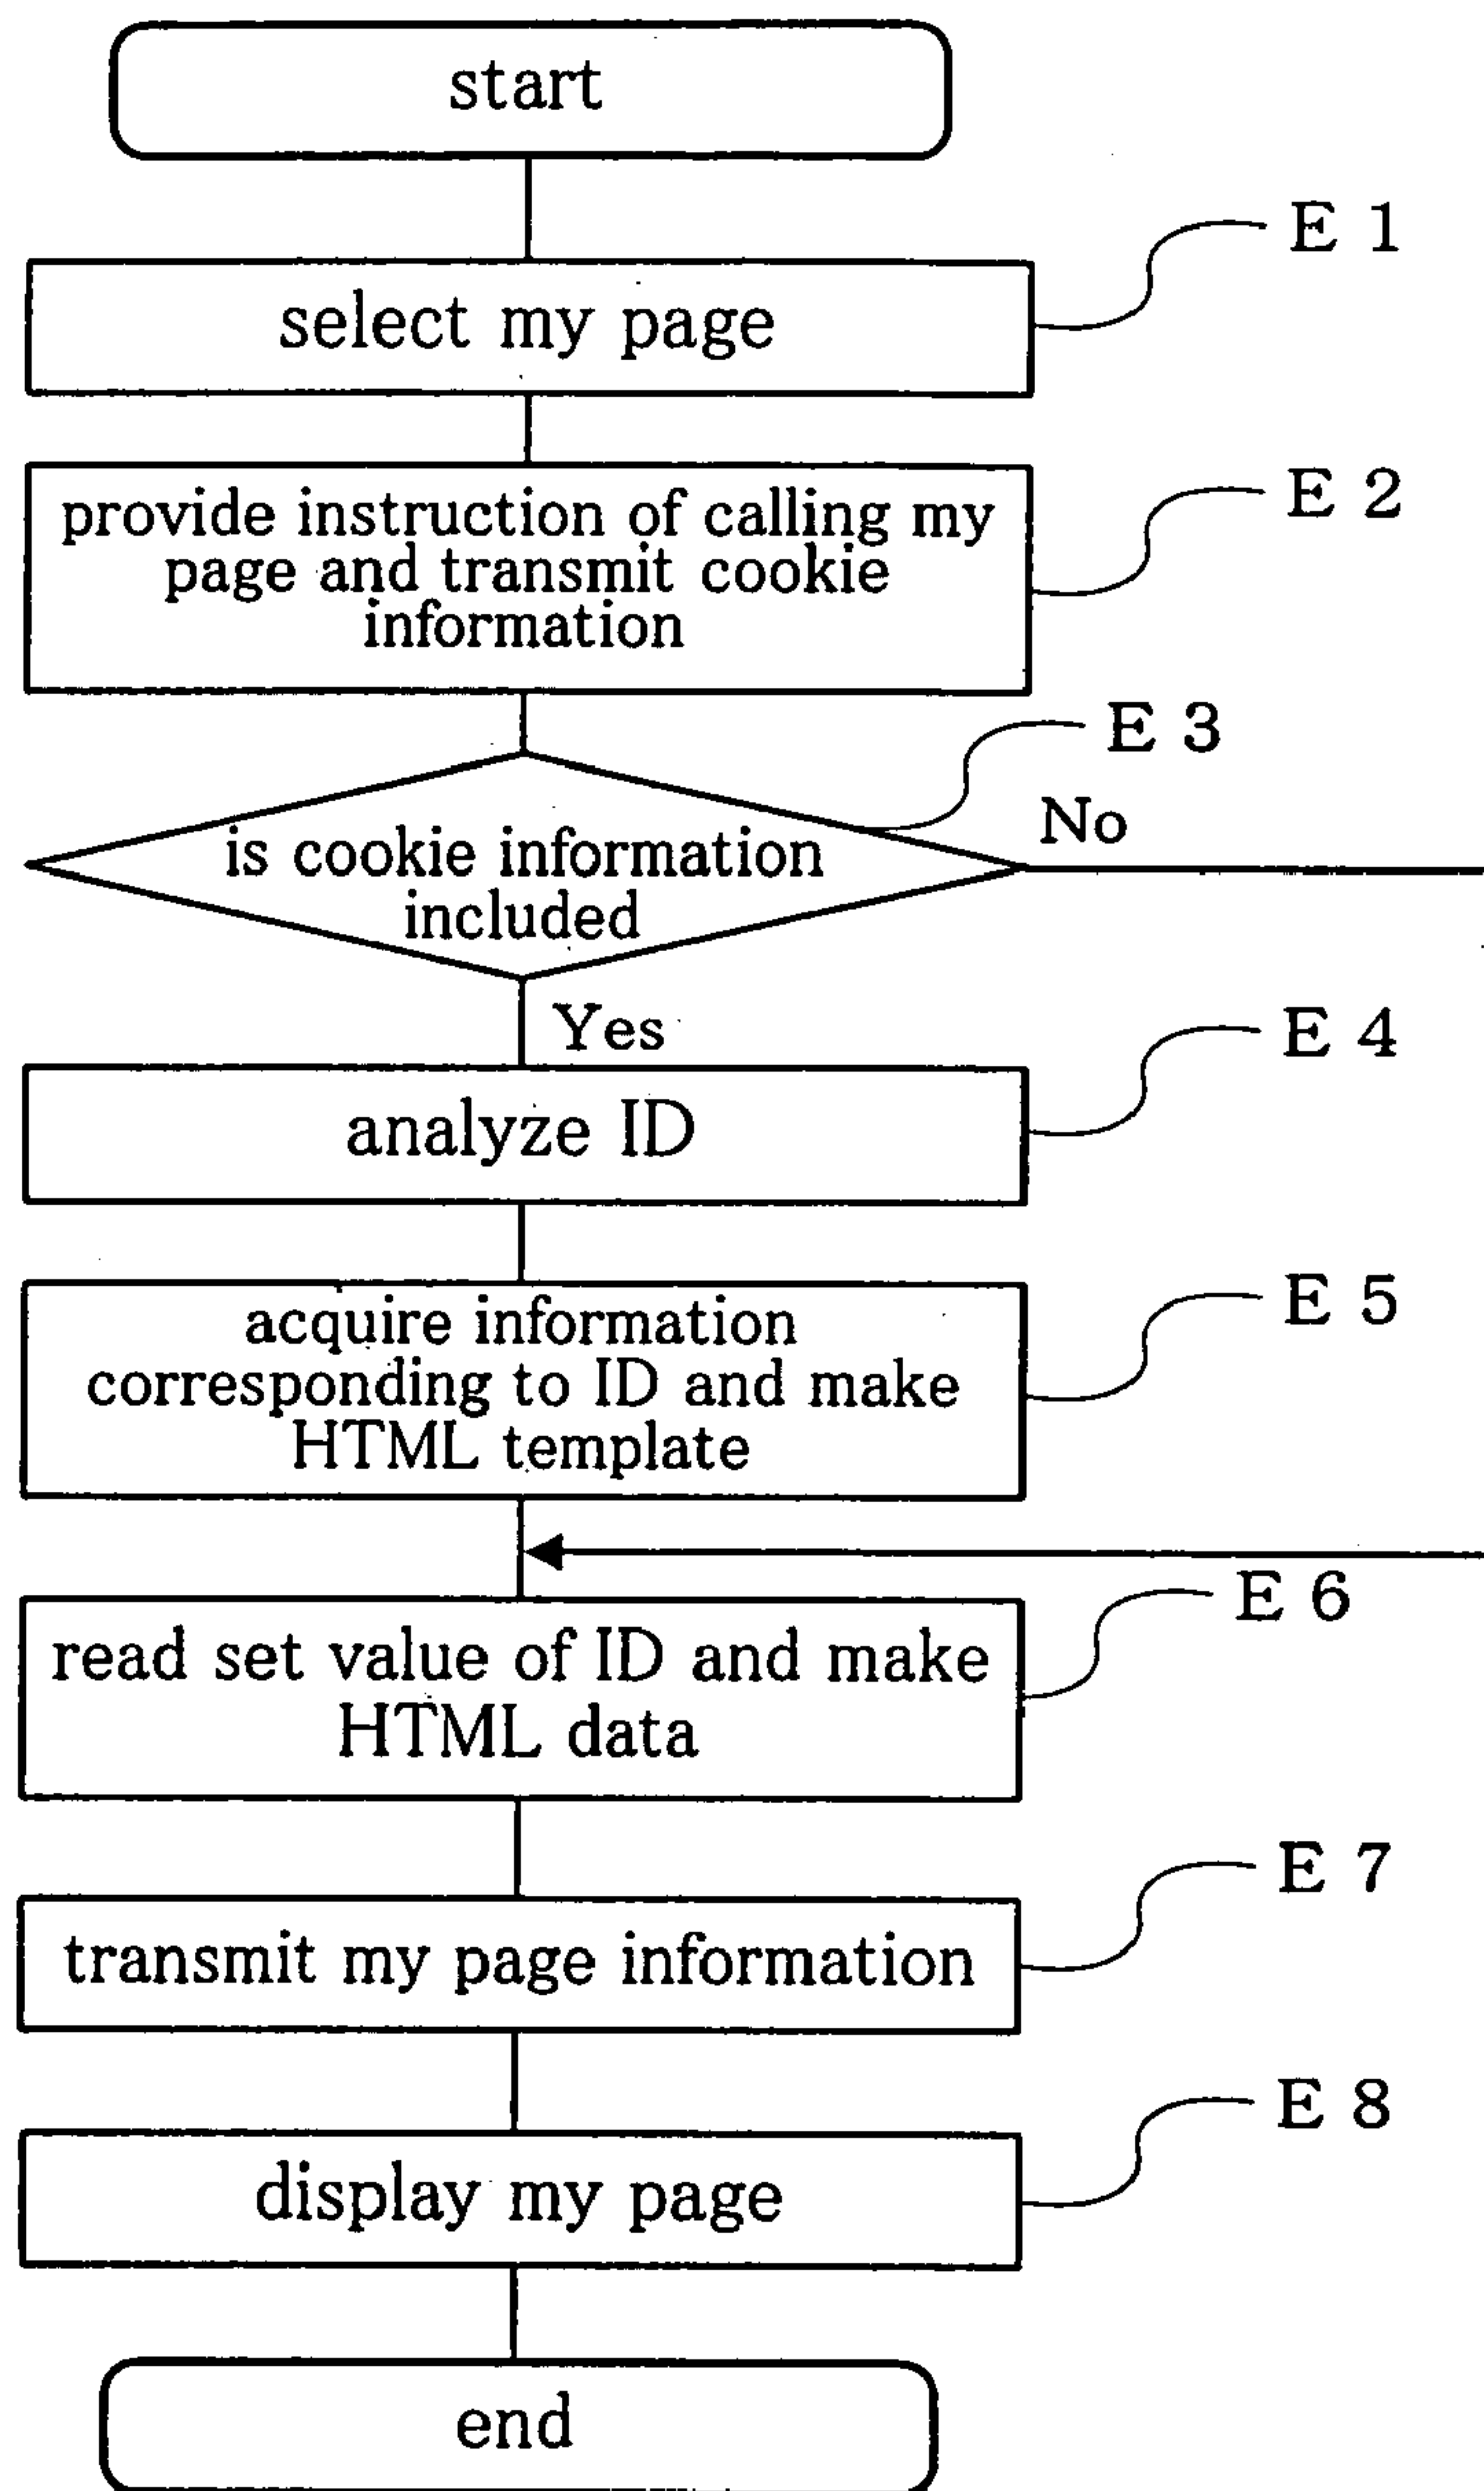 start
E 1
select my page
E 2
provide instruction of calling my
page and transmit cookie
information
E 3
No
is cookie information
included
Yes
E 4
analyze ID
E 5
acquire information
corresponding to ID and make
HTML template
E 6
read set value of ID and make
HTML data
E 7
transmit my page information
E 8
display my page
end